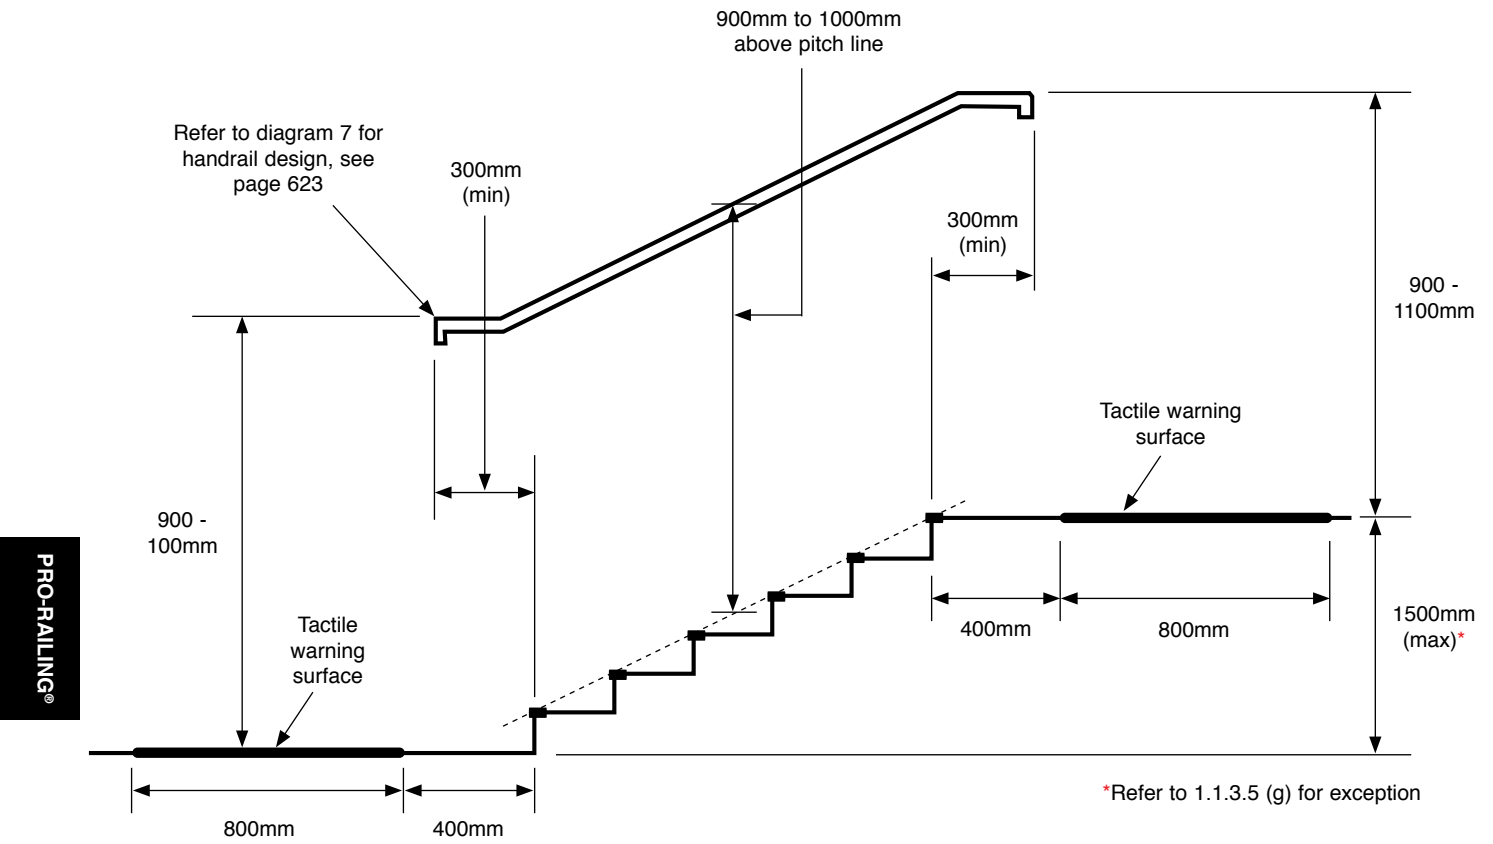 900mm to 1000mm
above pitch line
Refer to diagram 7 for
handrail design, see
page 623
300mm
(min)
300mm
(min)
900 -
1100mm
Tactile warning
surface
900 -
100mm
PRO-RAILING®
Tactile
warning
surface
400mm
800mm
1500mm
(max)*
*Refer to 1.1.3.5 (g) for exception
800mm
400mm